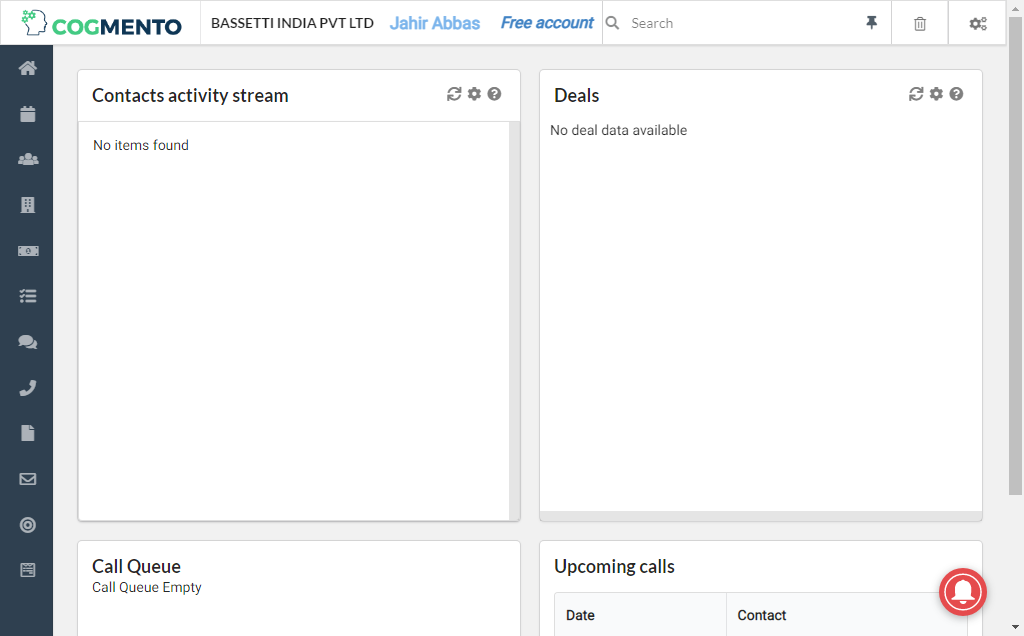 COGMENTO BASSETTI INDIA PVT LTD Jahir Abbas Free account Search
Contacts activity stream
No items found
Deals
No deal data available
Call Queue
Call Queue Empty
Upcoming calls
Date Contact